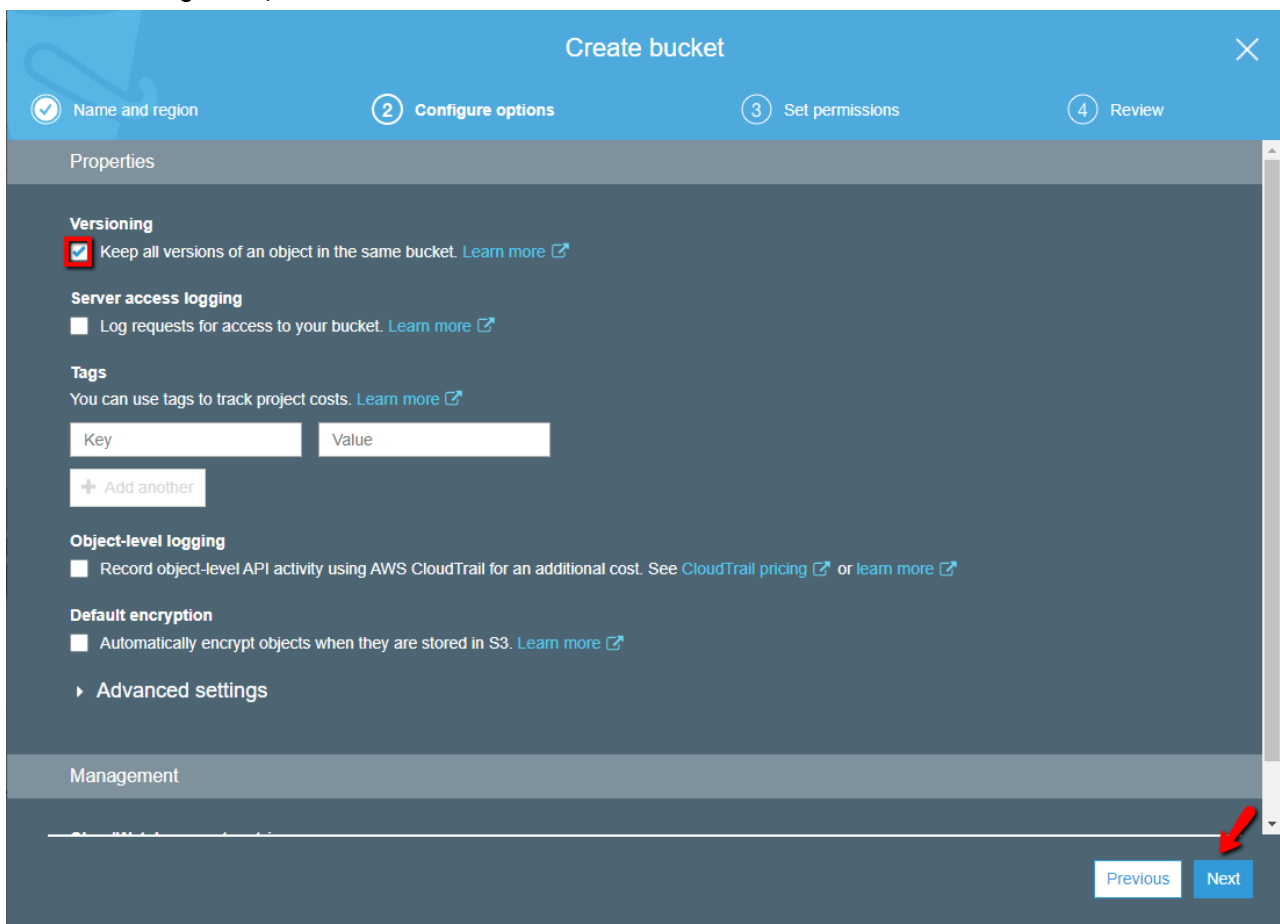 Create bucket
Name and region
2 Configure options
3 Set permissions
4 Review
Properties
Versioning
Keep all versions of an object in the same bucket. Learn more
Server access logging
Log requests for access to your bucket. Learn more
Tags
You can use tags to track project costs. Learn more
Key Value
+ Add another
Object-level logging
Record object-level API activity using AWS CloudTrail for an additional cost. See CloudTrail pricing or learn more
Default encryption
Automatically encrypt objects when they are stored in S3. Learn more
Advanced settings
Management
Previous Next